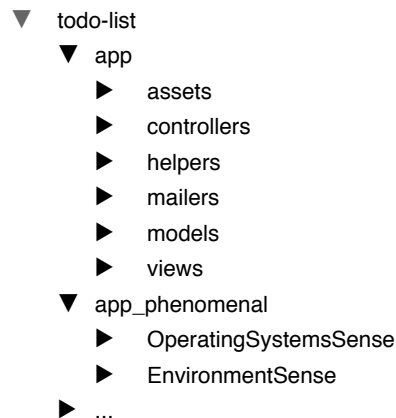 todo-list
app
assets
controllers
helpers
mailers
models
views
app_phenomenal
OperatingSystemsSense
EnvironmentSense
...